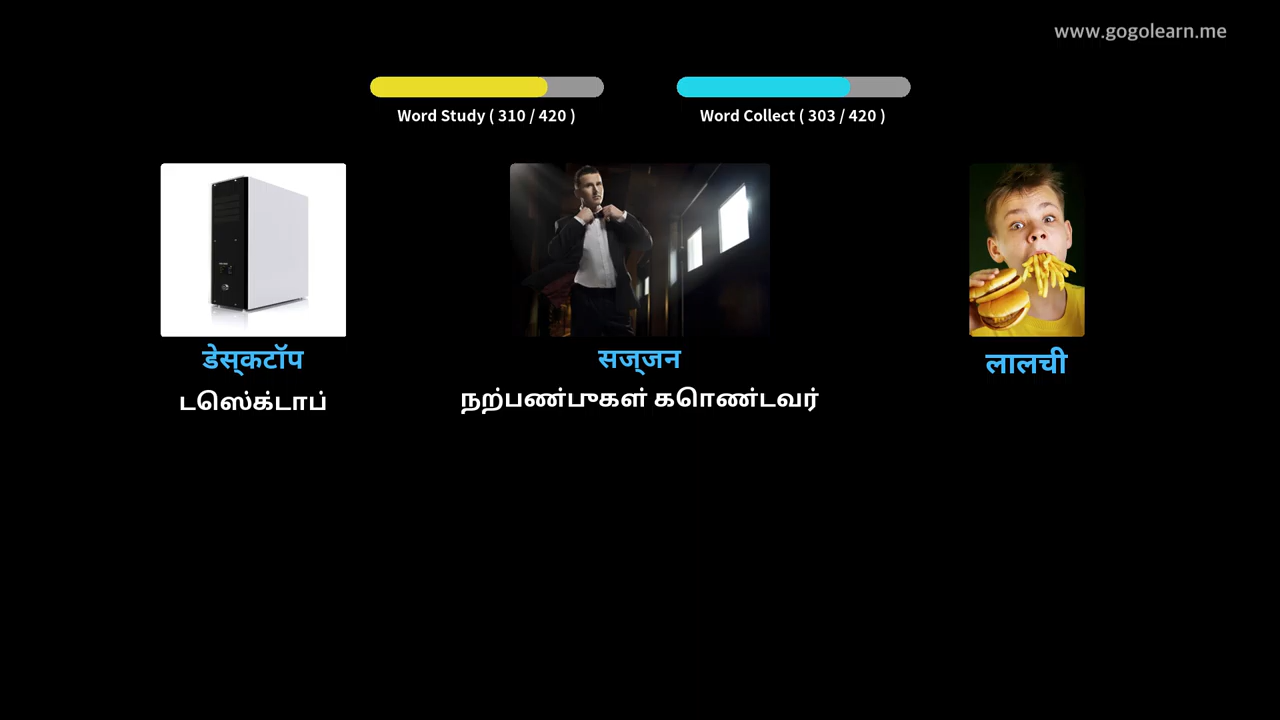 www.gogolearn.me
Word Study ( 310 / 420 )
Word Collect ( 303 / 420 )
डेस्कटॉप
सज्जन
लालची
டெஸ்க்டாப்
நற்பண்புகள் கொண்டவர்